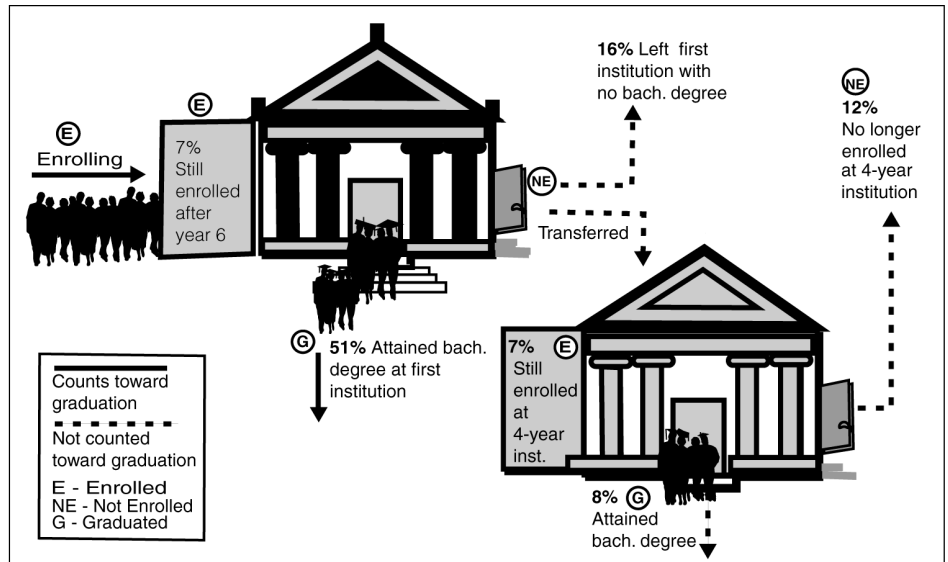 E
Enrolling
E
7%
Still
enrolled
after
year 6
16% Left first
institution with
no bach. degree
NE
Transferred
NE
12%
No longer
enrolled
at 4-year
institution
G
51% Attained bach.
degree at first
institution
7% E
Still
enrolled
at
4-year
inst.
8% G
Attained
bach. degree
Counts toward
graduation
Not counted
toward graduation
E - Enrolled
NE - Not Enrolled
G - Graduated